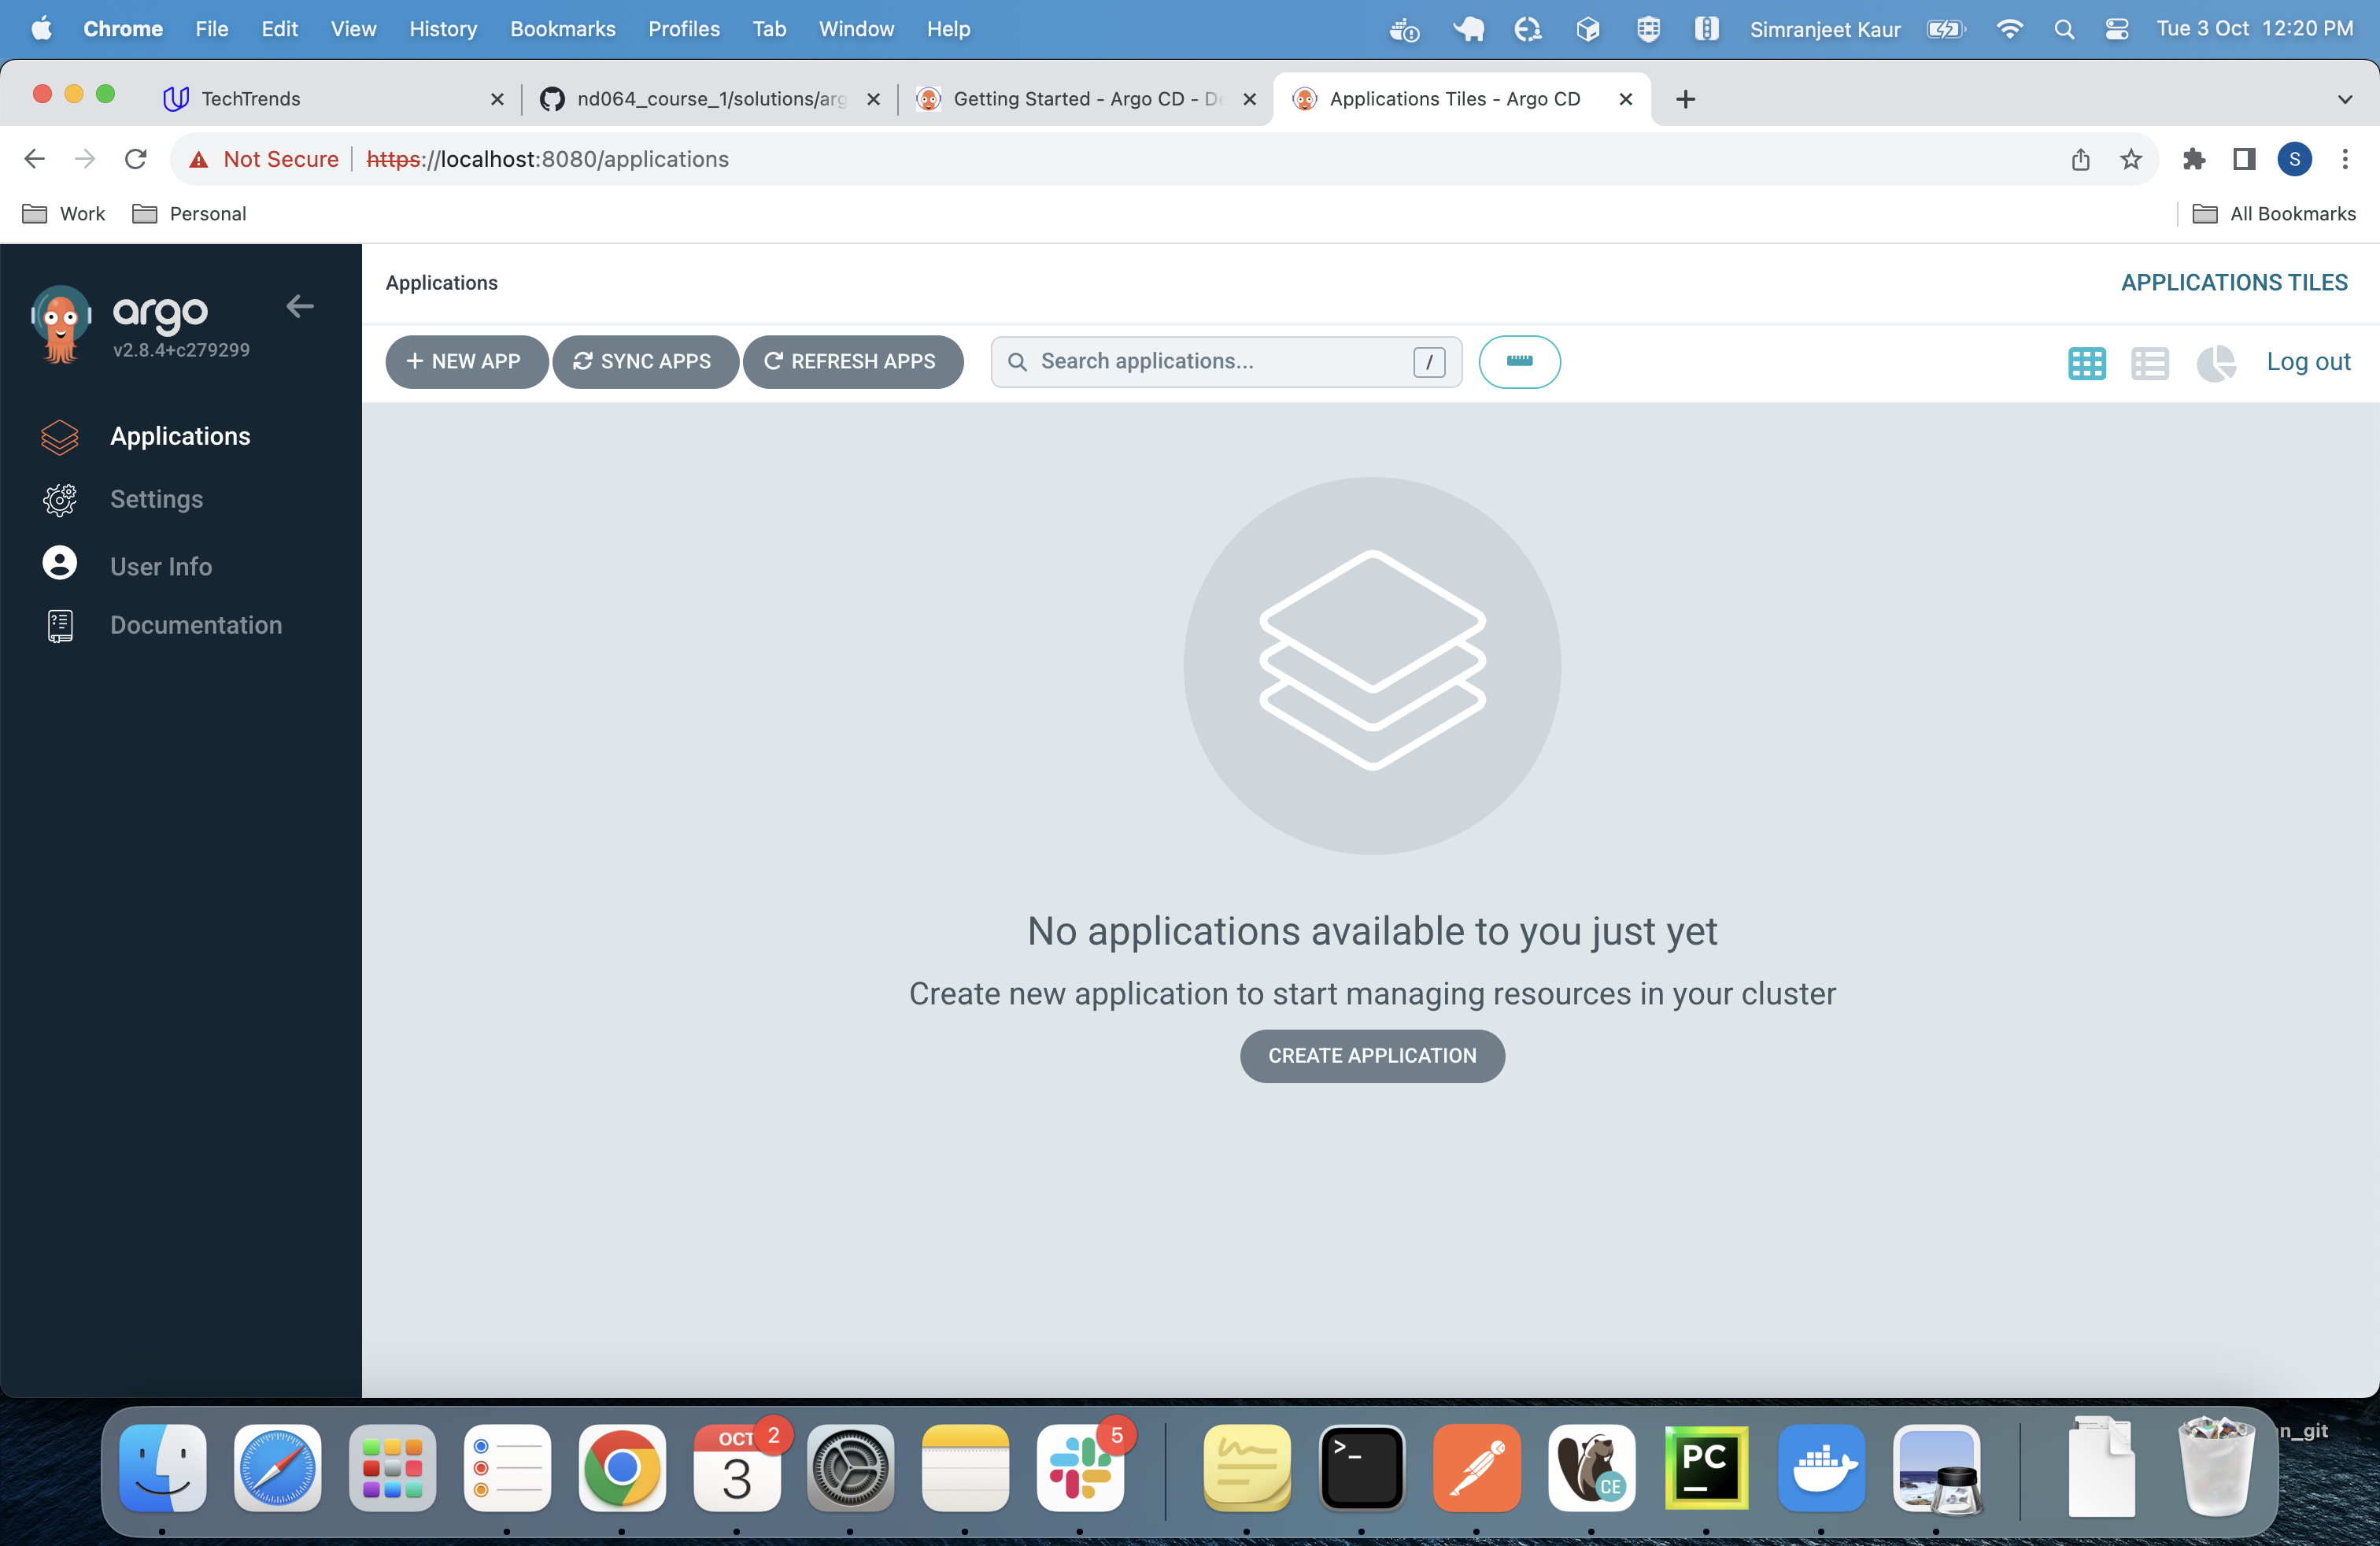 Chrome File Edit View History Bookmarks Profiles Tab Window Help Simranjeet Kaur Tue 3 Oct 12:20 PM
TechTrends nd064_course_1/solutions/arg Getting Started - Argo CD - De Applications Tiles - Argo CD
Not Secure https://localhost:8080/applications S
Work Personal All Bookmarks
argo
v2.8.4+c279299
Applications
Settings
User Info
Documentation
Applications APPLICATIONS TILES
+ NEW APP SYNC APPS REFRESH APPS Search applications... / Log out
No applications available to you just yet
Create new application to start managing resources in your cluster
CREATE APPLICATION
OCT 2
3
5
>_
CE
PC
n_git